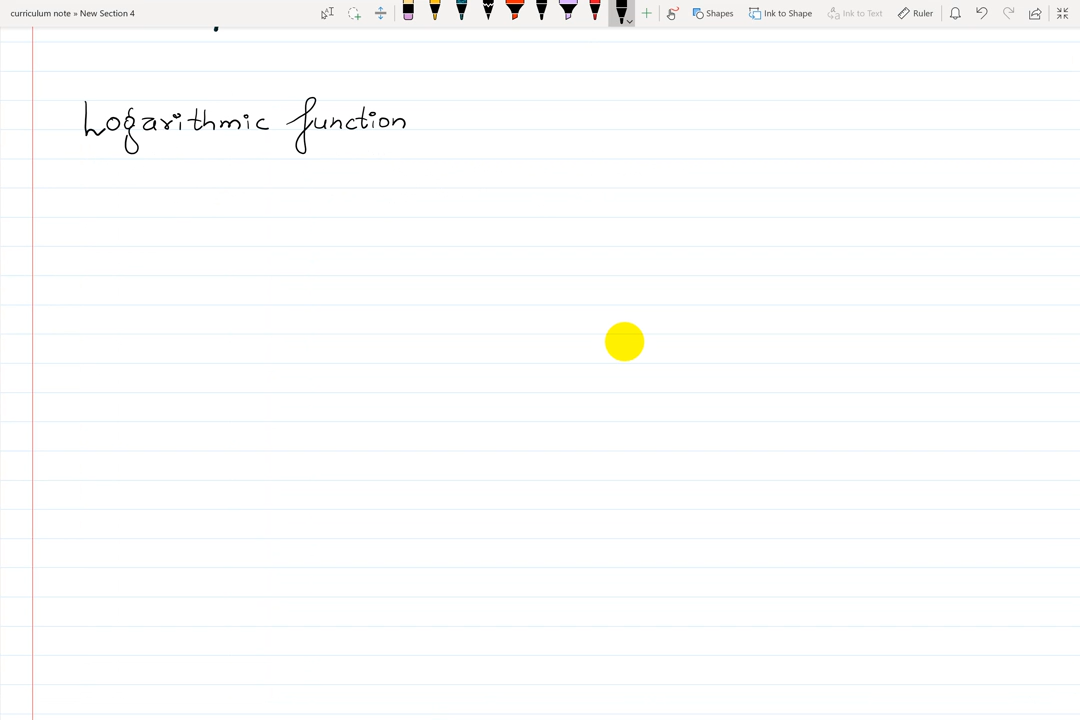 curriculum note » New Section 4
Shapes
Ink to Shape
Ink to Text
Ruler
Logarithmic function